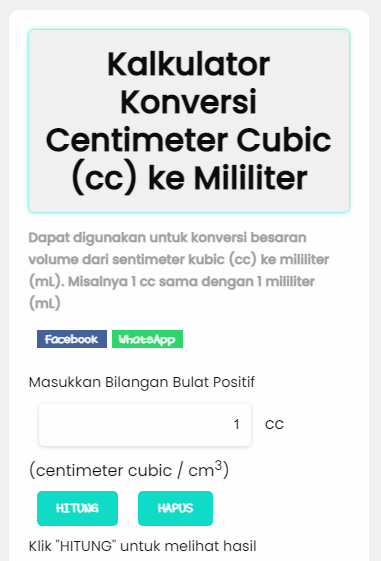 Kalkulator
Konversi
Centimeter Cubic
(cc) ke Mililiter
Dapat digunakan untuk konversi besaran
volume dari sentimeter kubic (cc) ke mililiter
(mL). Misalnya 1 cc sama dengan 1 mililiter
(mL)
Facebook WhatsApp
Masukkan Bilangan Bulat Positif
1 cc
(centimeter cubic / cm³)
HITUNG HAPUS
Klik "HITUNG" untuk melihat hasil